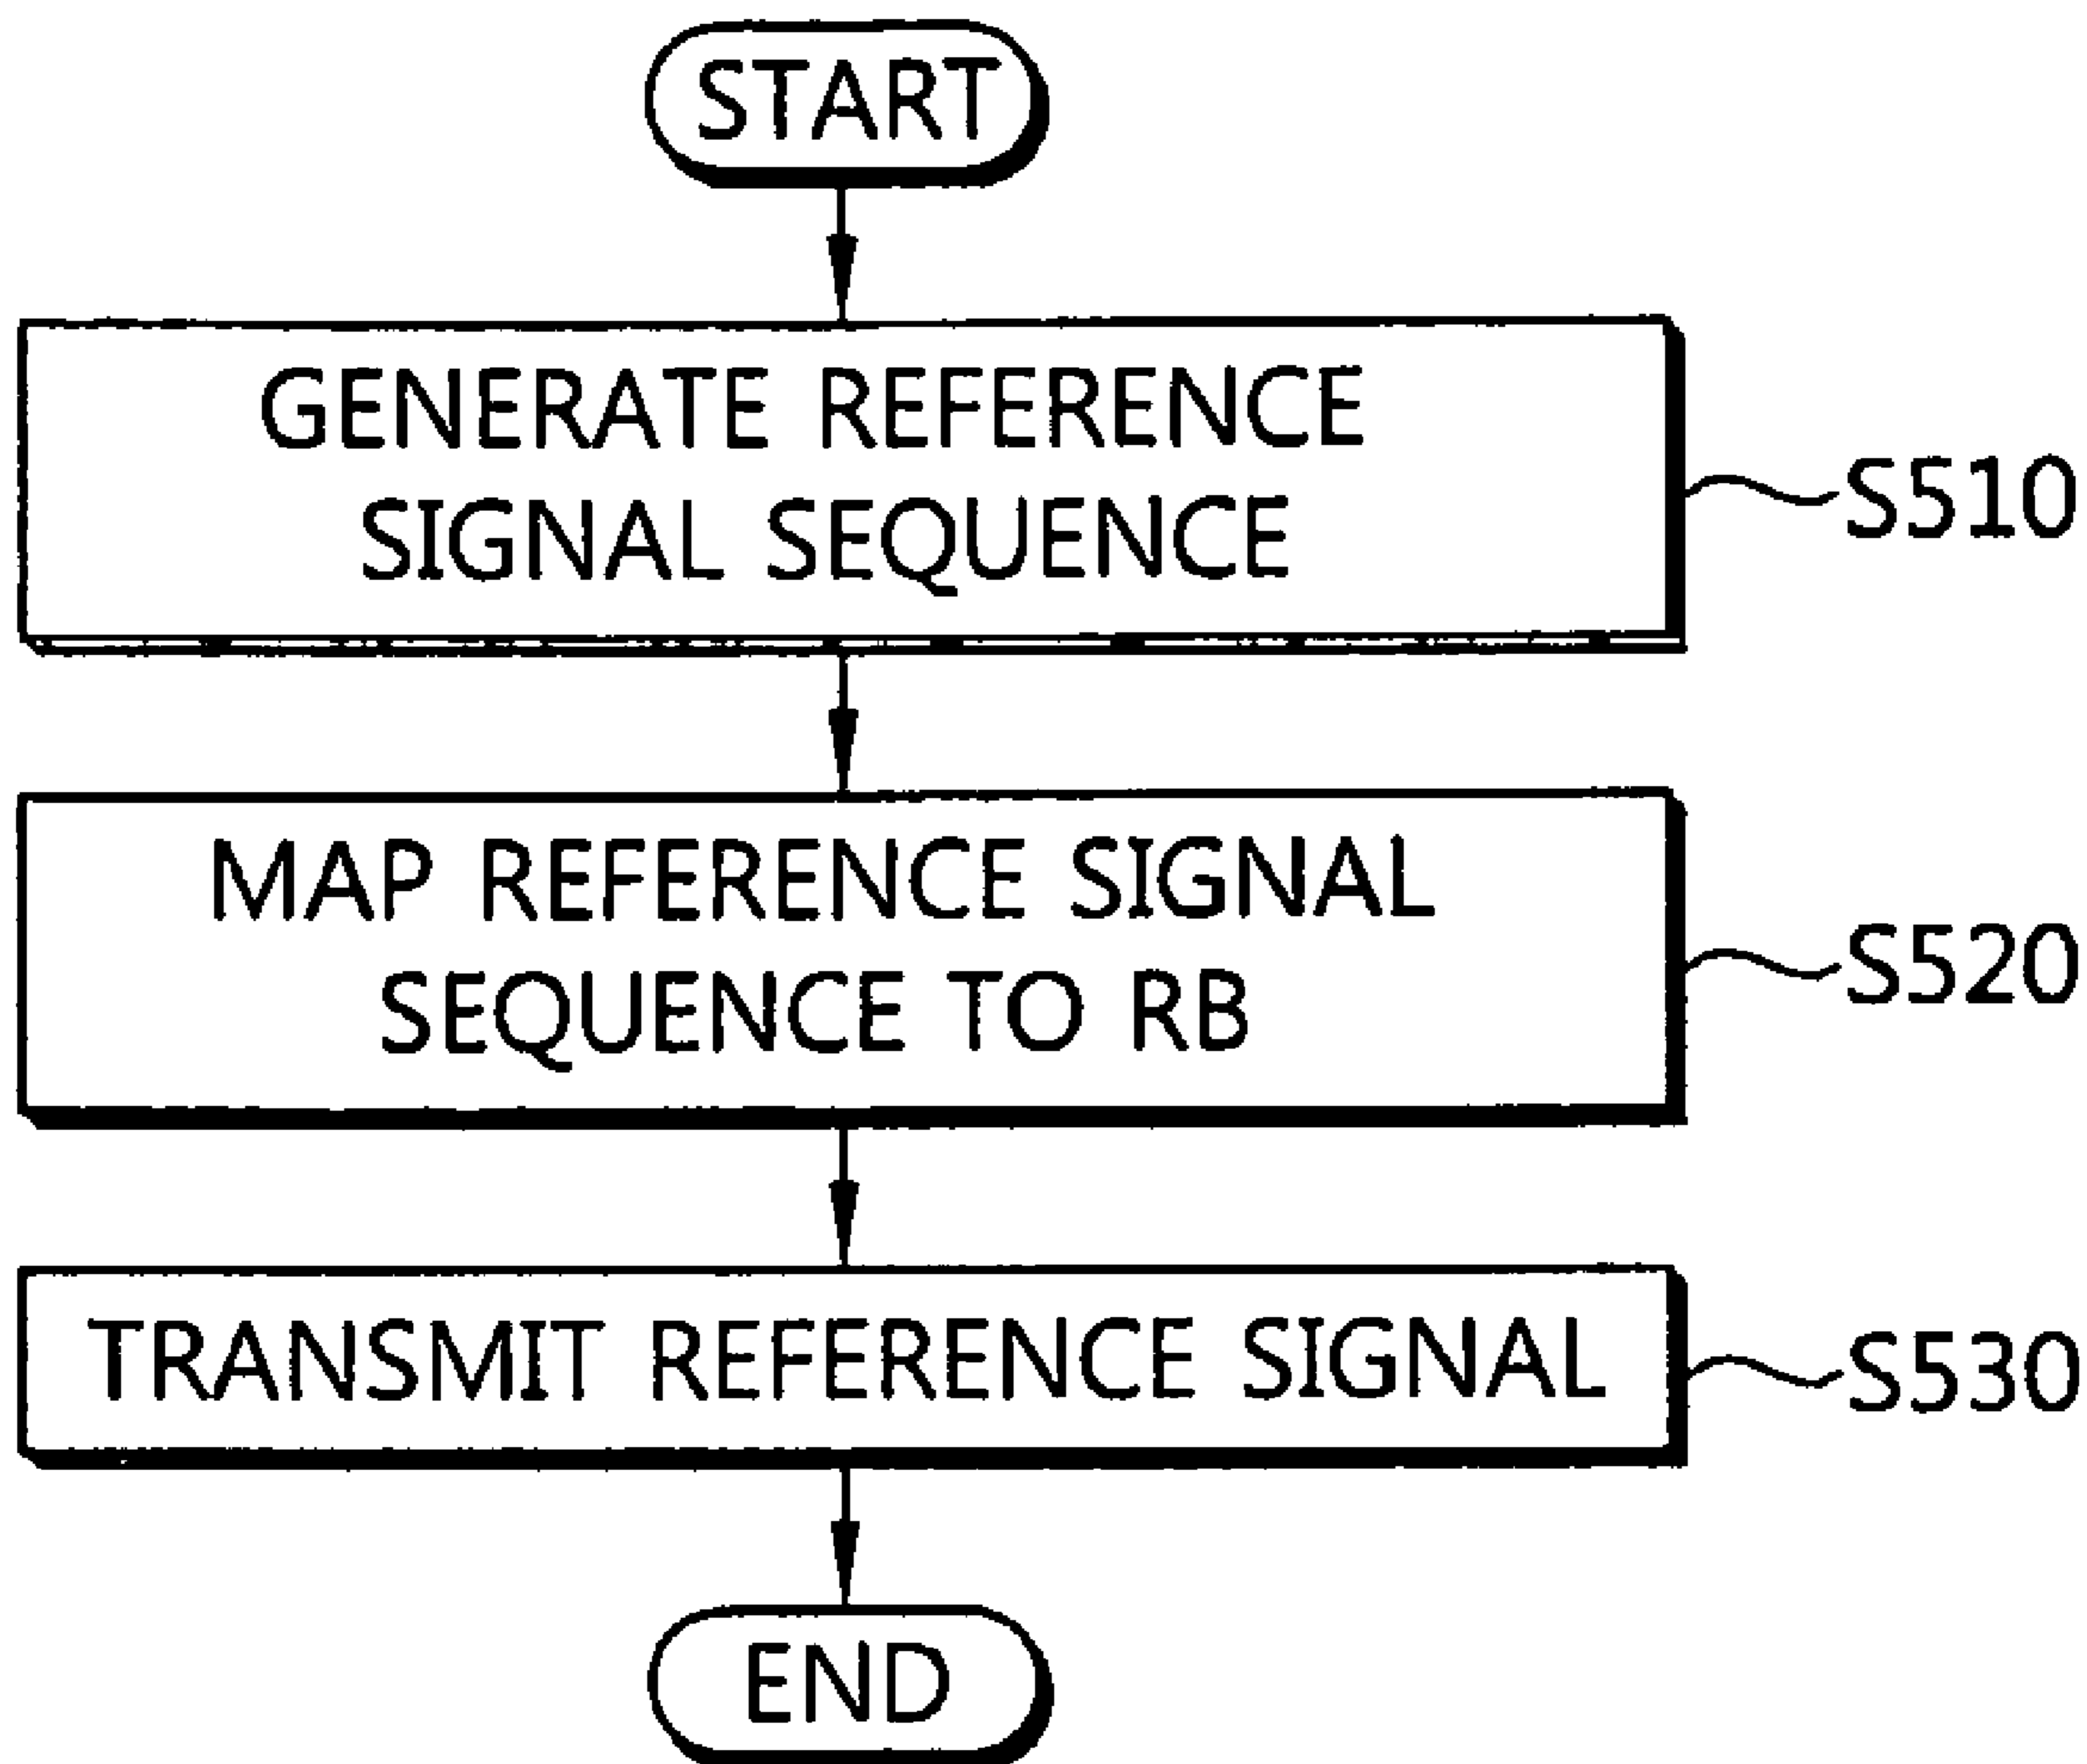 START
GENERATE REFERENCE
SIGNAL SEQUENCE
S510
MAP REFERENCE SIGNAL
SEQUENCE TO RB
S520
TRANSMIT REFERENCE SIGNAL
S530
END